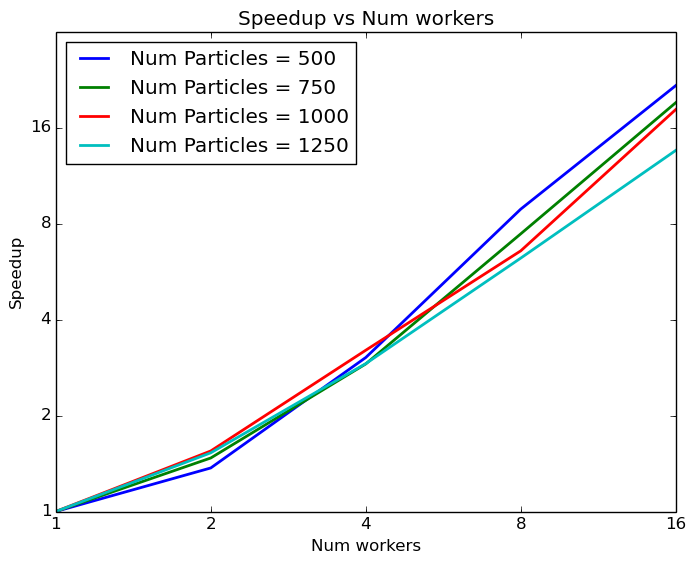 Speedup vs Num workers
Num Particles = 500
Num Particles = 750
Num Particles = 1000
Num Particles = 1250
16
8
4
2
1
Speedup
1 2 4 8 16
Num workers